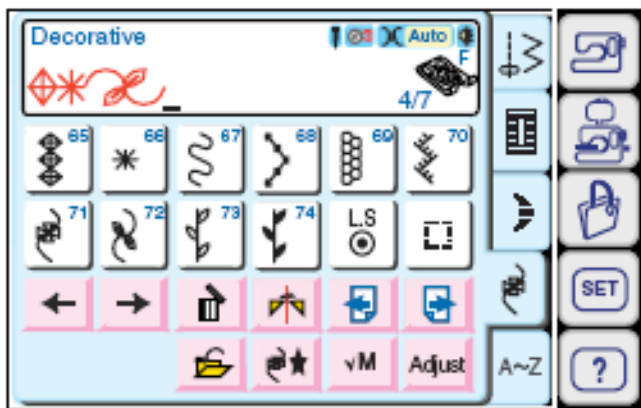 Decorative Auto
F
4/7
65 66 67 68 69 70
71 72 73 74 L.S
√M Adjust A~Z
SET
?